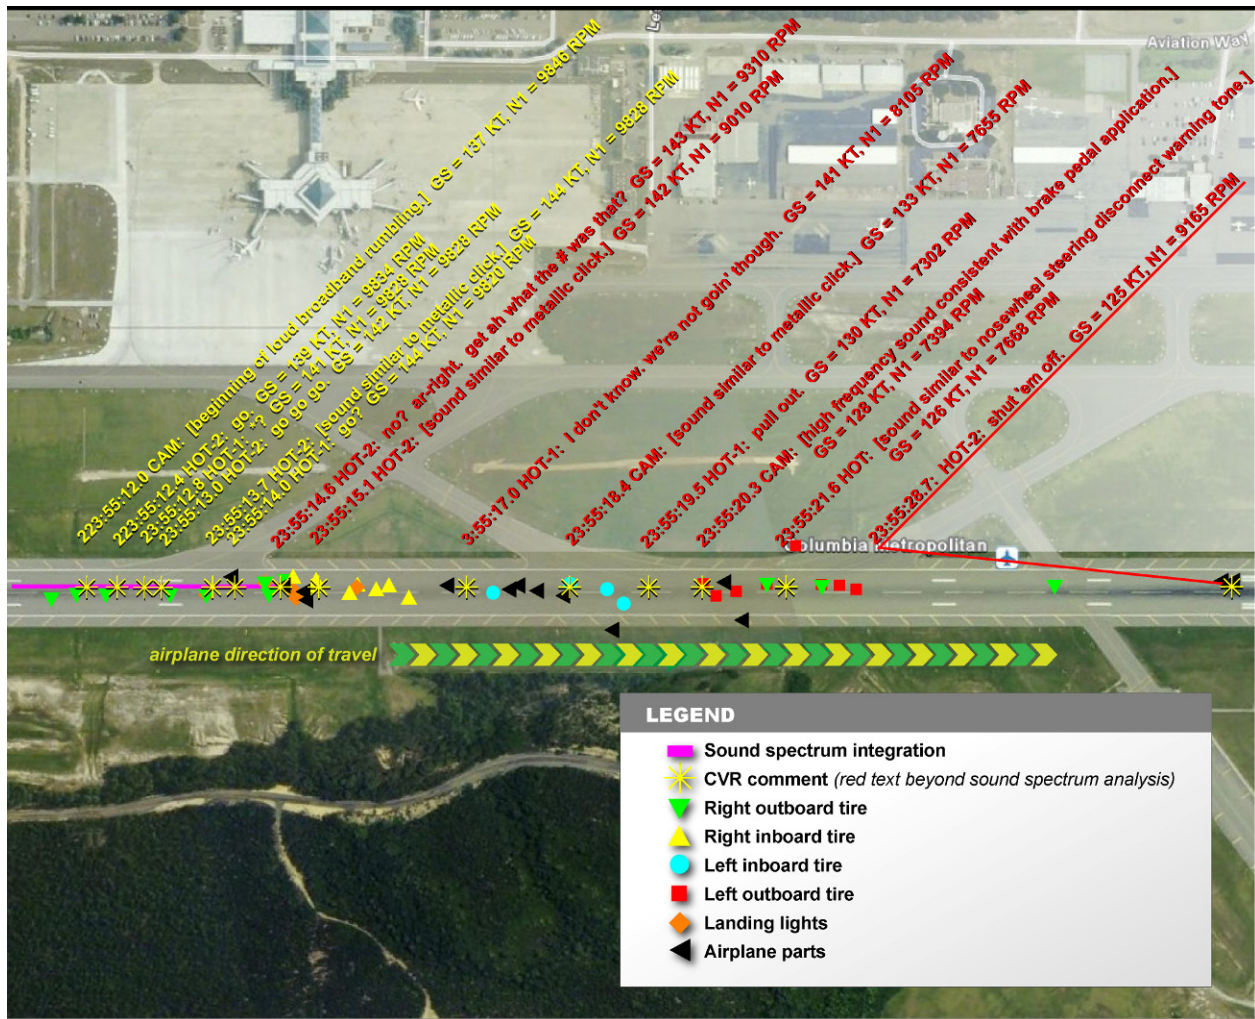 Aviation Way
223:55:12.0 CAM: [beginning of loud broadband rumbling.] GS = 137 KT, N1 = 9846 RPM
223:55:12.4 HOT-2: go. GS = 139 KT, N1 = 9834 RPM
23:55:12.8 HOT-1: *? GS = 141 KT, N1 = 9828 RPM
23:55:13.0 HOT-2: go go go. GS = 142 KT, N1 = 9828 RPM
23:55:13.7 HOT-2: [sound similar to metallic click.] GS = 144 KT, N1 = 9828 RPM
23:55:14.0 HOT-1: go? GS = 144 KT, N1 = 9820 RPM
23:55:14.6 HOT-2: no? ar-right. get ah what the # was that? GS = 143 KT, N1 = 9310 RPM
23:55:15.1 HOT-2: [sound similar to metallic click.] GS = 142 KT, N1 = 9010 RPM
3:55:17.0 HOT-1: I don't know. we're not goin' though. GS = 141 KT, N1 = 8105 RPM
23:55:18.4 CAM: [sound similar to metallic click.] GS = 133 KT, N1 = 7655 RPM
23:55:19.5 HOT-1: pull out. GS = 130 KT, N1 = 7302 RPM
23:55:20.3 CAM: [high frequency sound consistent with brake pedal application.]
GS = 128 KT, N1 = 7394 RPM
23:55:21.6 HOT: [sound similar to nosewheel steering disconnect warning tone.]
GS = 126 KT, N1 = 7668 RPM
23:55:28.7: HOT-2: shut 'em off. GS = 125 KT, N1 = 9165 RPM
olumbia Metropolitan
airplane direction of travel
LEGEND
Sound spectrum integration
CVR comment (red text beyond sound spectrum analysis)
Right outboard tire
Right inboard tire
Left inboard tire
Left outboard tire
Landing lights
Airplane parts